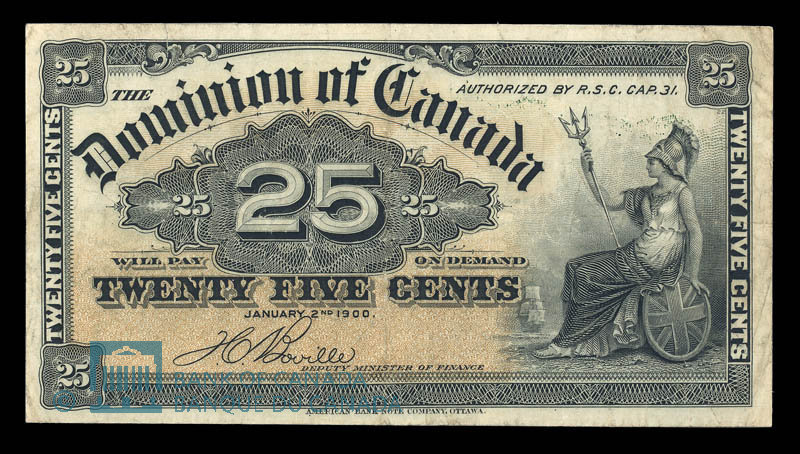 25
25
THE
Dominion of Canada
AUTHORIZED BY R.S.C. CAP. 31.
TWENTY FIVE CENTS
25
25
25
TWENTY FIVE CENTS
WILL PAY ON DEMAND
TWENTY FIVE CENTS
JANUARY 2ND 1900.
HC Boville
DEPUTY MINISTER OF FINANCE
25
BANK OF CANADA
BANQUE DU CANADA
AMERICAN BANK NOTE COMPANY, OTTAWA.